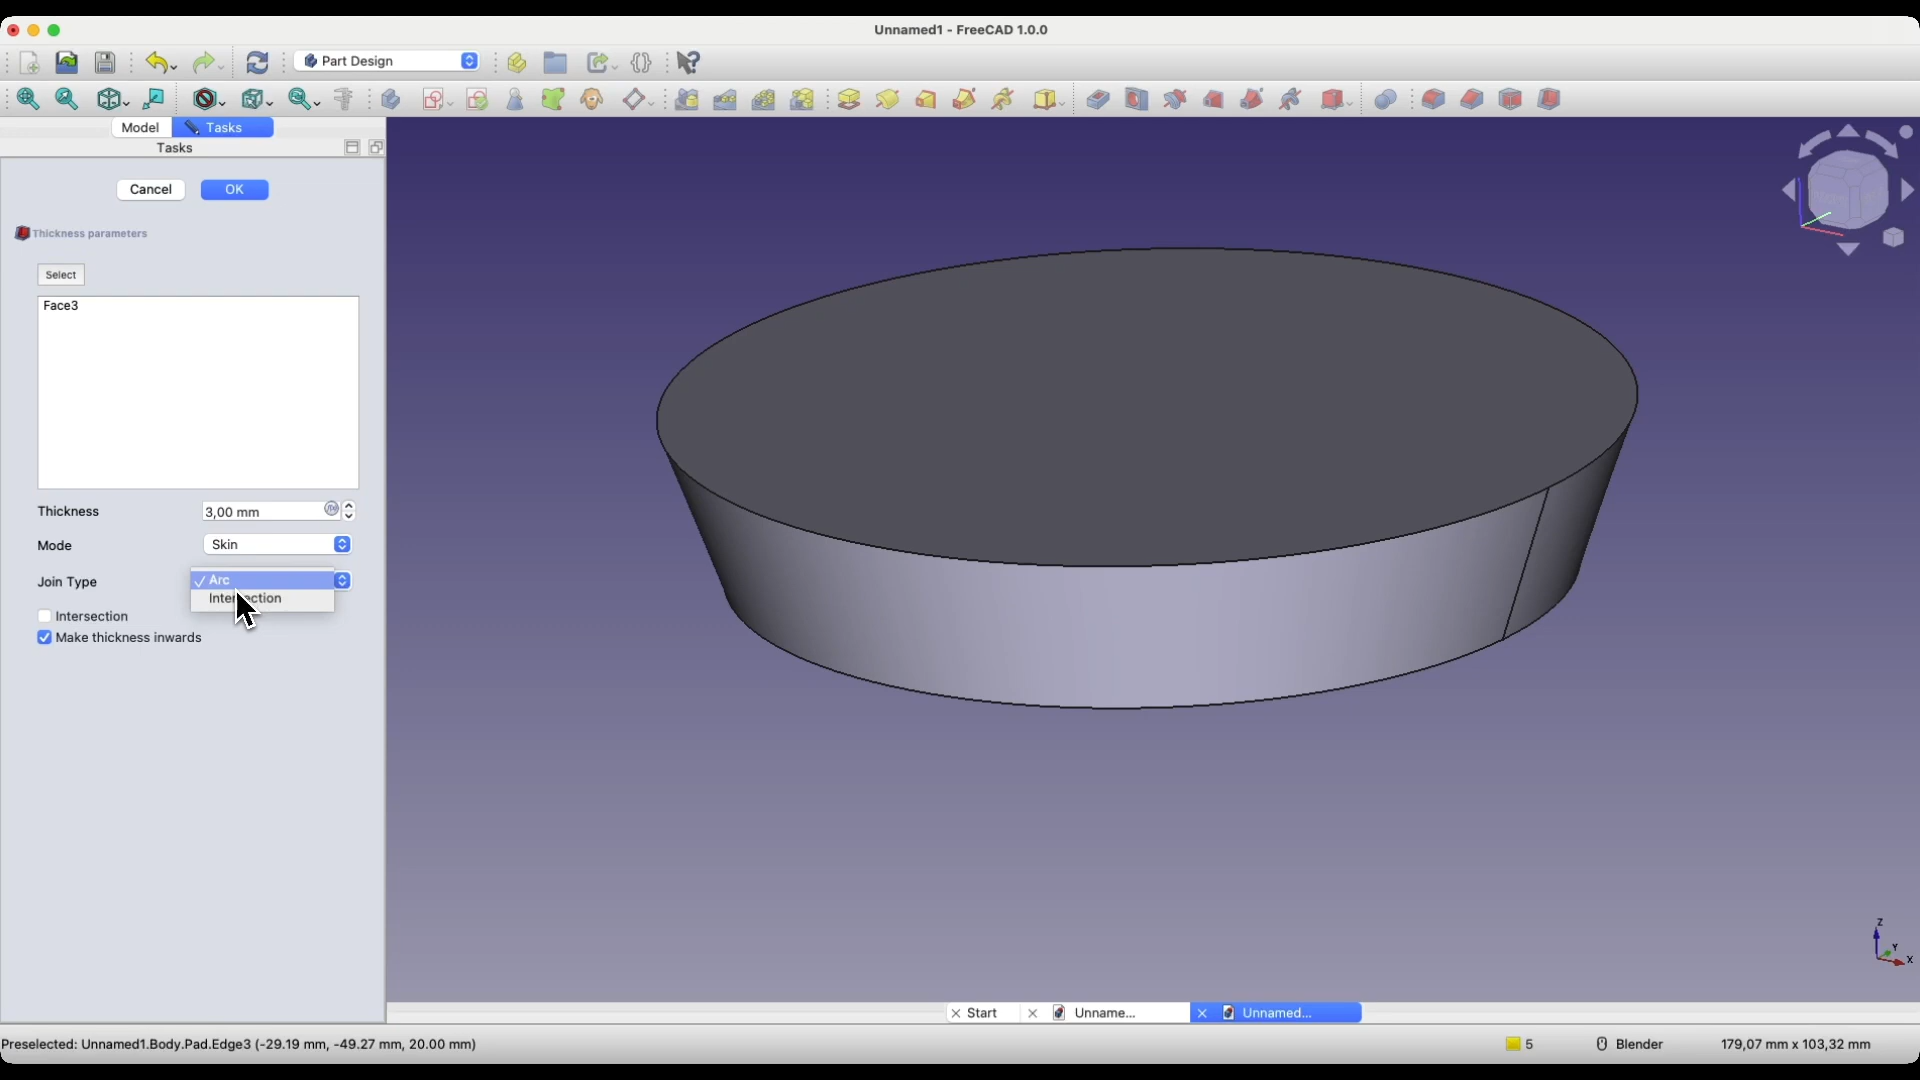 Unnamed1 - FreeCAD 1.0.0
Part Design
Model
Tasks
Tasks
Cancel
OK
Thickness parameters
Select
Face3
Thickness
3,00 mm
Mode
Skin
Join Type
Arc
Intersection
Make thickness inwards
Z
Y
X
Start
Unname...
Unnamed...
Preselected: Unnamed1.Body.Pad.Edge3 (-29.19 mm, -49.27 mm, 20.00 mm)
5
Blender
179,07 mm x 103,32 mm